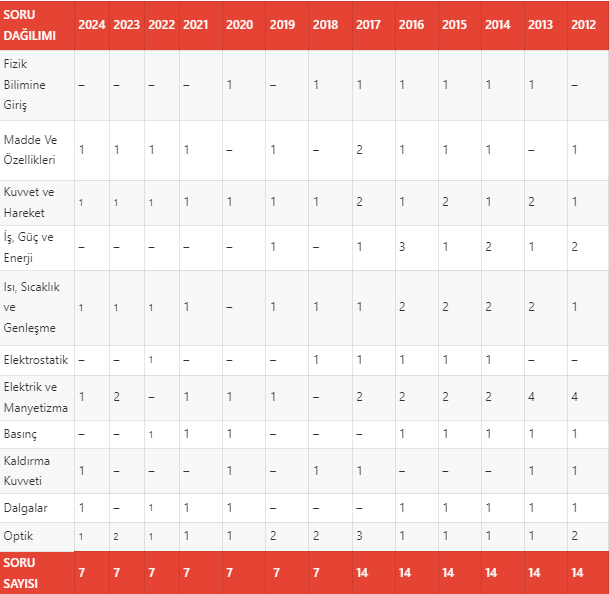 SORU DAĞILIMI 2024 2023 2022 2021 2020 2019 2018 2017 2016 2015 2014 2013 2012
Fizik Bilimine Giriş – – – – 1 – 1 1 1 1 1 1 –
Madde Ve Özellikleri 1 1 1 1 – 1 – 2 1 1 1 – 1
Kuvvet ve Hareket 1 1 1 1 1 1 1 2 1 2 1 2 1
İş, Güç ve Enerji – – – – – 1 – 1 3 1 2 1 2
Isı, Sıcaklık ve Genleşme 1 1 1 1 – 1 1 1 2 2 2 2 1
Elektrostatik – – 1 – – – 1 1 1 1 1 – –
Elektrik ve Manyetizma 1 2 – 1 1 1 – 2 2 2 2 4 4
Basınç – – 1 1 1 – – – 1 1 1 1 1
Kaldırma Kuvveti 1 – – – 1 – 1 1 – – – 1 1
Dalgalar 1 – 1 1 1 – – – 1 1 1 1 1
Optik 1 2 1 1 1 2 2 3 1 1 1 1 2
SORU SAYISI 7 7 7 7 7 7 7 14 14 14 14 14 14